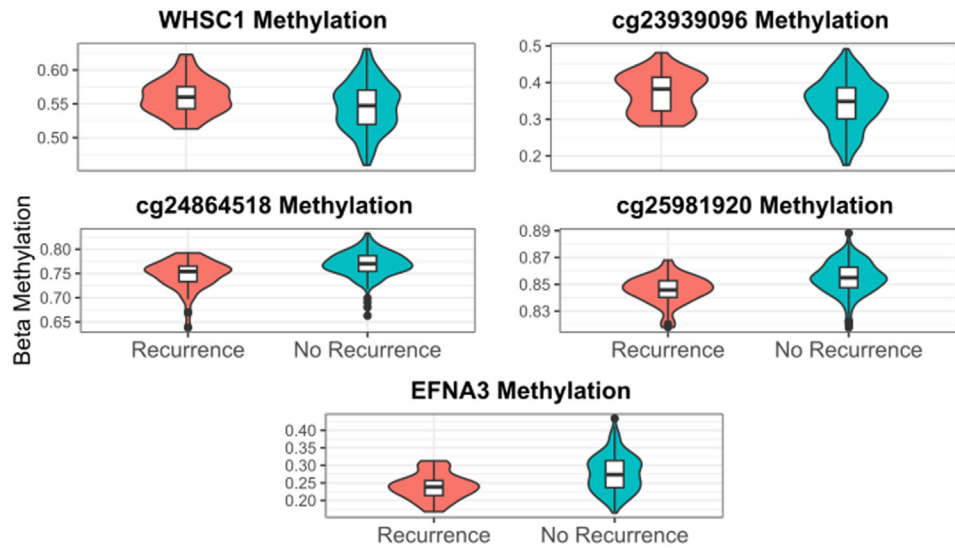 WHSC1 Methylation
0.60
0.55
0.50
cg23939096 Methylation
0.5
0.4
0.3
0.2
Beta Methylation
cg24864518 Methylation
0.80
0.75
0.70
0.65
Recurrence No Recurrence
cg25981920 Methylation
0.89
0.87
0.85
0.83
Recurrence No Recurrence
EFNA3 Methylation
0.40
0.35
0.30
0.25
0.20
Recurrence No Recurrence